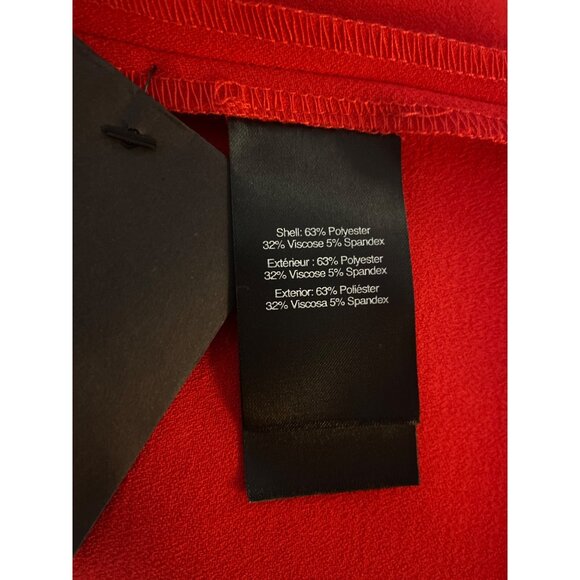 Shell: 63% Polyester
32% Viscose 5% Spandex
Extérieur : 63% Polyester
32% Viscose 5% Spandex
Exterior: 63% Poliéster
32% Viscosa 5% Spandex